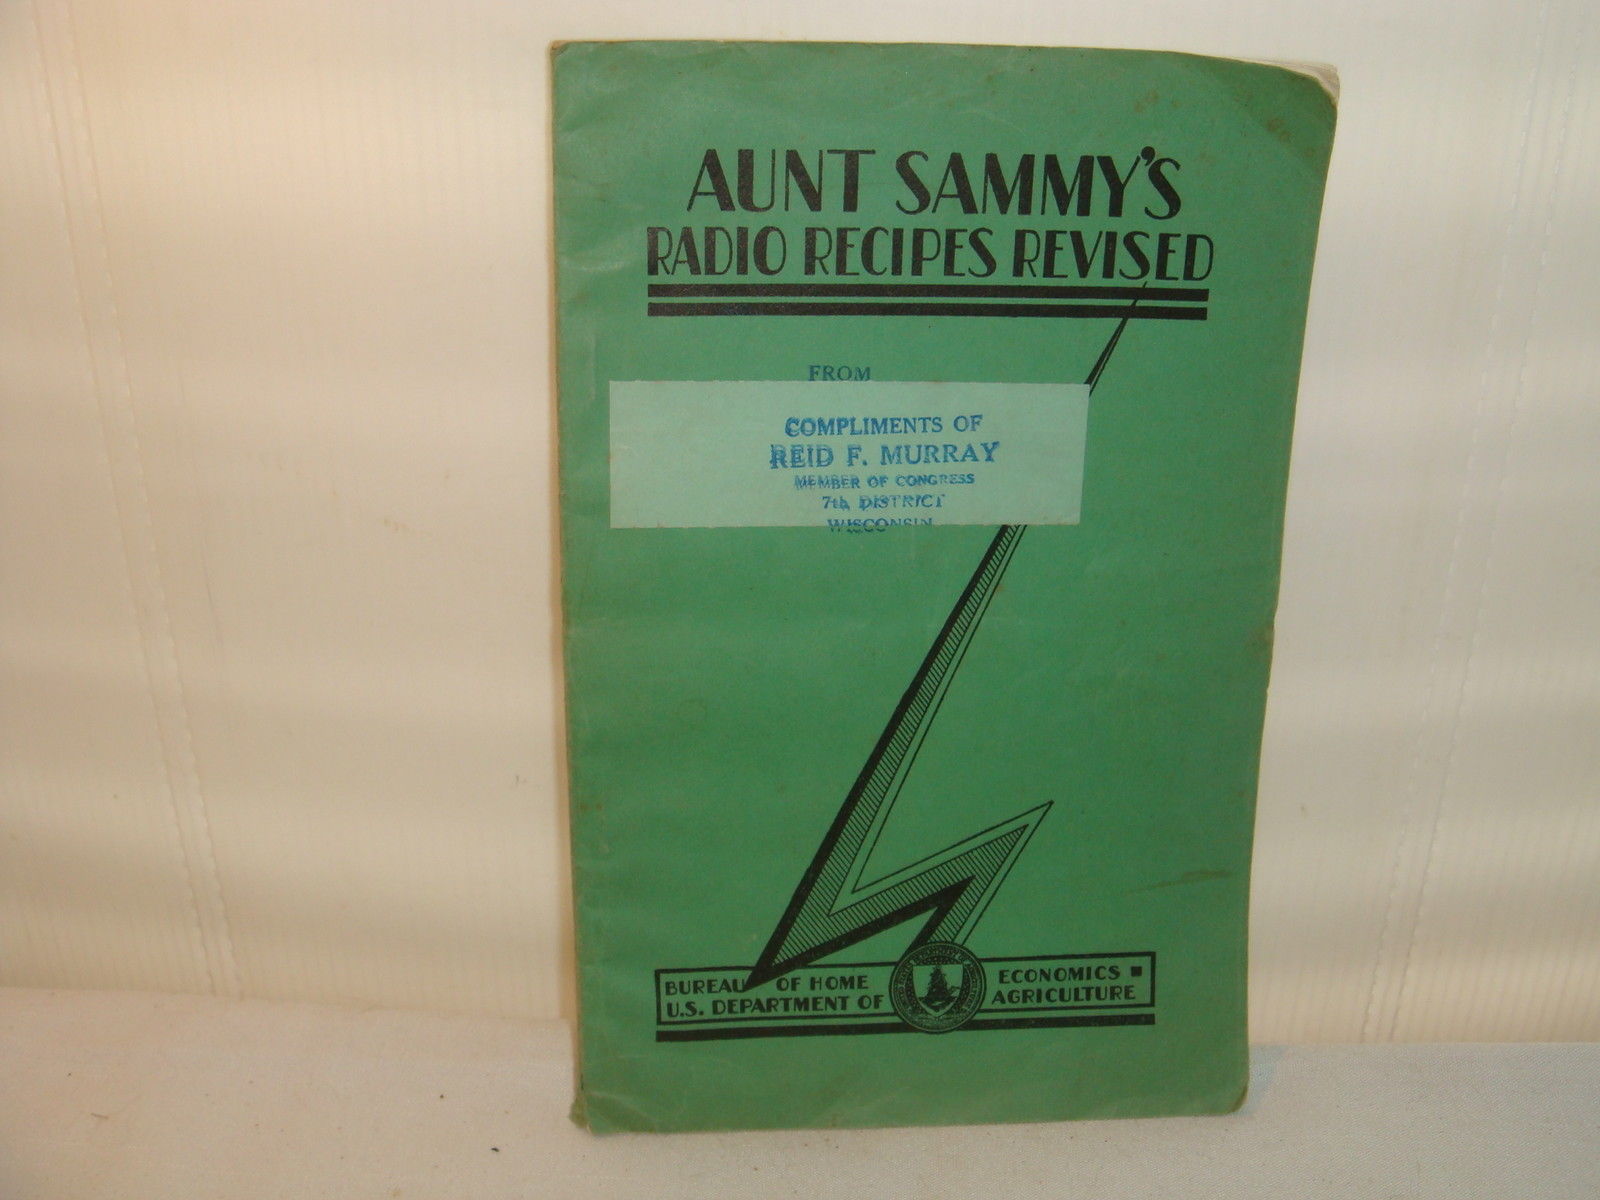 AUNT SAMMY'S
RADIO RECIPES REVISED
FROM
COMPLIMENTS OF
REID F. MURRAY
MEMBER OF CONGRESS
7th DISTRICT
WISCONSIN
BUREAU OF HOME ECONOMICS
U.S. DEPARTMENT OF AGRICULTURE